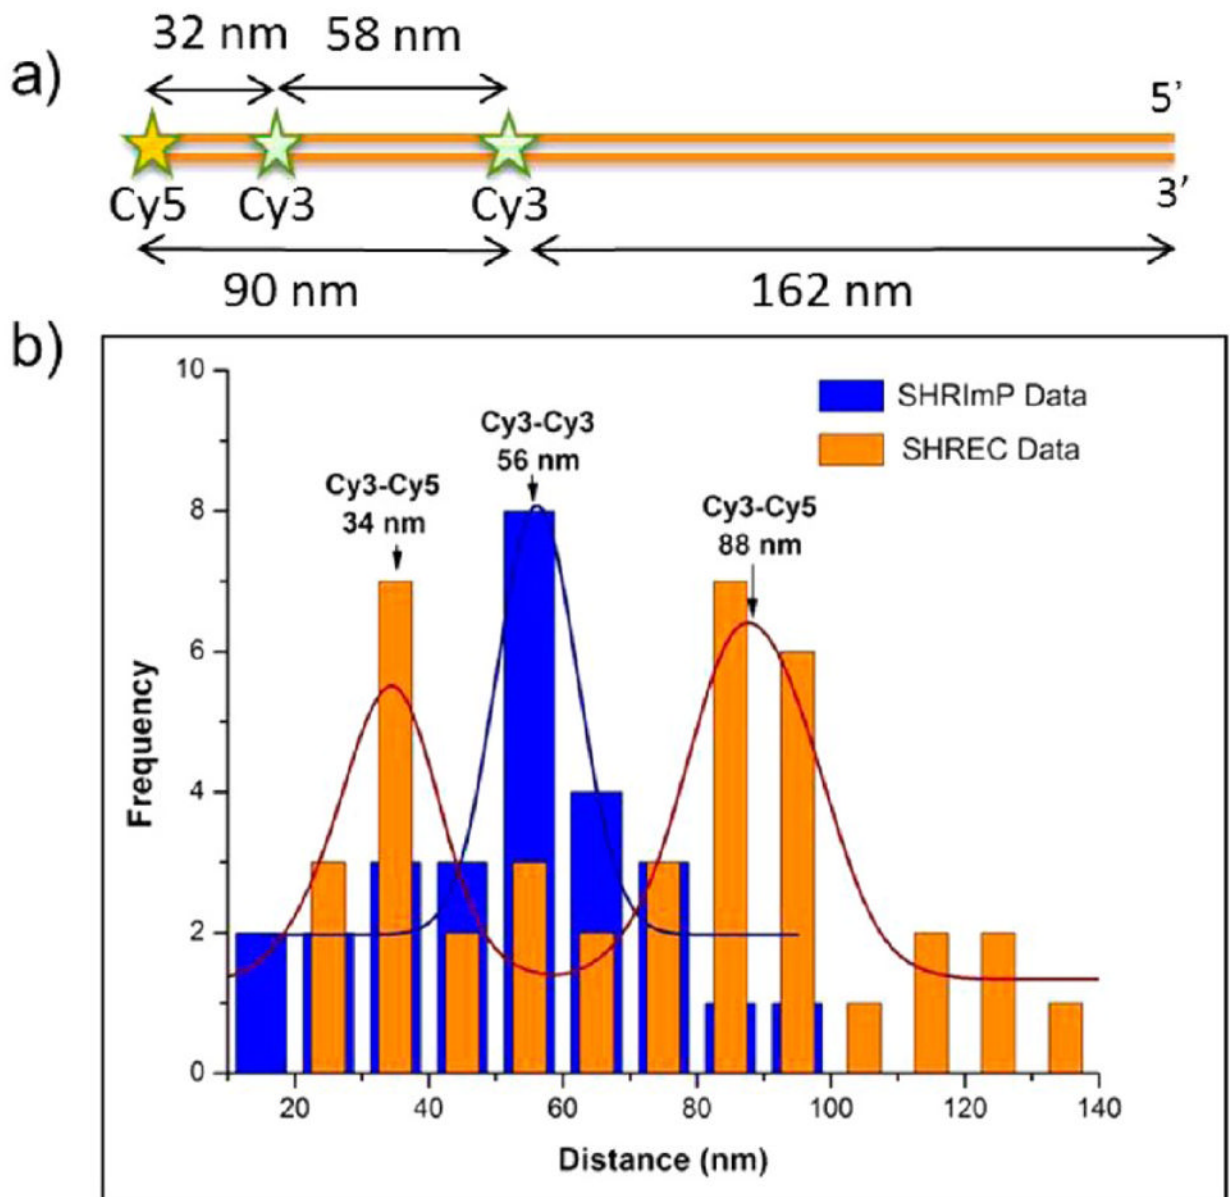 a)
32 nm 58 nm
5’
3’
Cy5 Cy3 Cy3
90 nm 162 nm
b)
SHRImP Data
SHREC Data
Cy3-Cy3
56 nm
Cy3-Cy5
34 nm
Cy3-Cy5
88 nm
Frequency
10
8
6
4
2
0
20 40 60 80 100 120 140
Distance (nm)